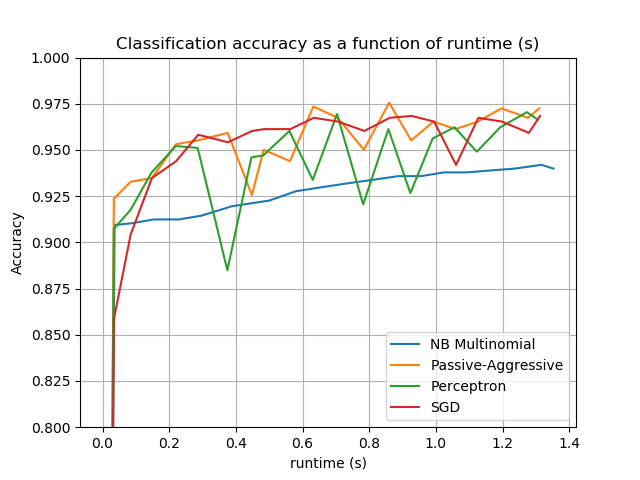 Classification accuracy as a function of runtime (s)
1.000
0.975
0.950
0.925
0.900
0.875
0.850
0.825
0.800
Accuracy
NB Multinomial
Passive-Aggressive
Perceptron
SGD
0.0 0.2 0.4 0.6 0.8 1.0 1.2 1.4
runtime (s)